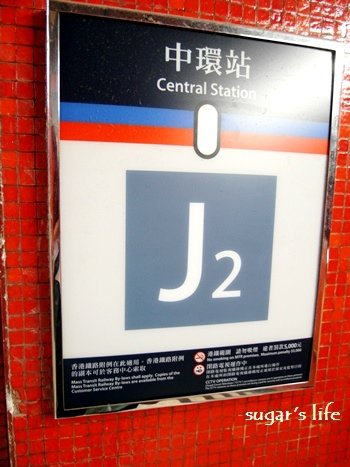 中環站
Central Station
J2
香港鐵路附例在此適用，香港鐵路附例
的副本可於客務中心索取
Mass Transit Railway By-laws shall apply. Copies of the
Mass Transit Railway By-laws are available from the
Customer Service Centre
港鐵範圍 請勿吸煙 違者罰款5,000元
No smoking on MTR premises. Maximum penalty $5,000
閉路電視操作中
CCTV OPERATION
sugar's life